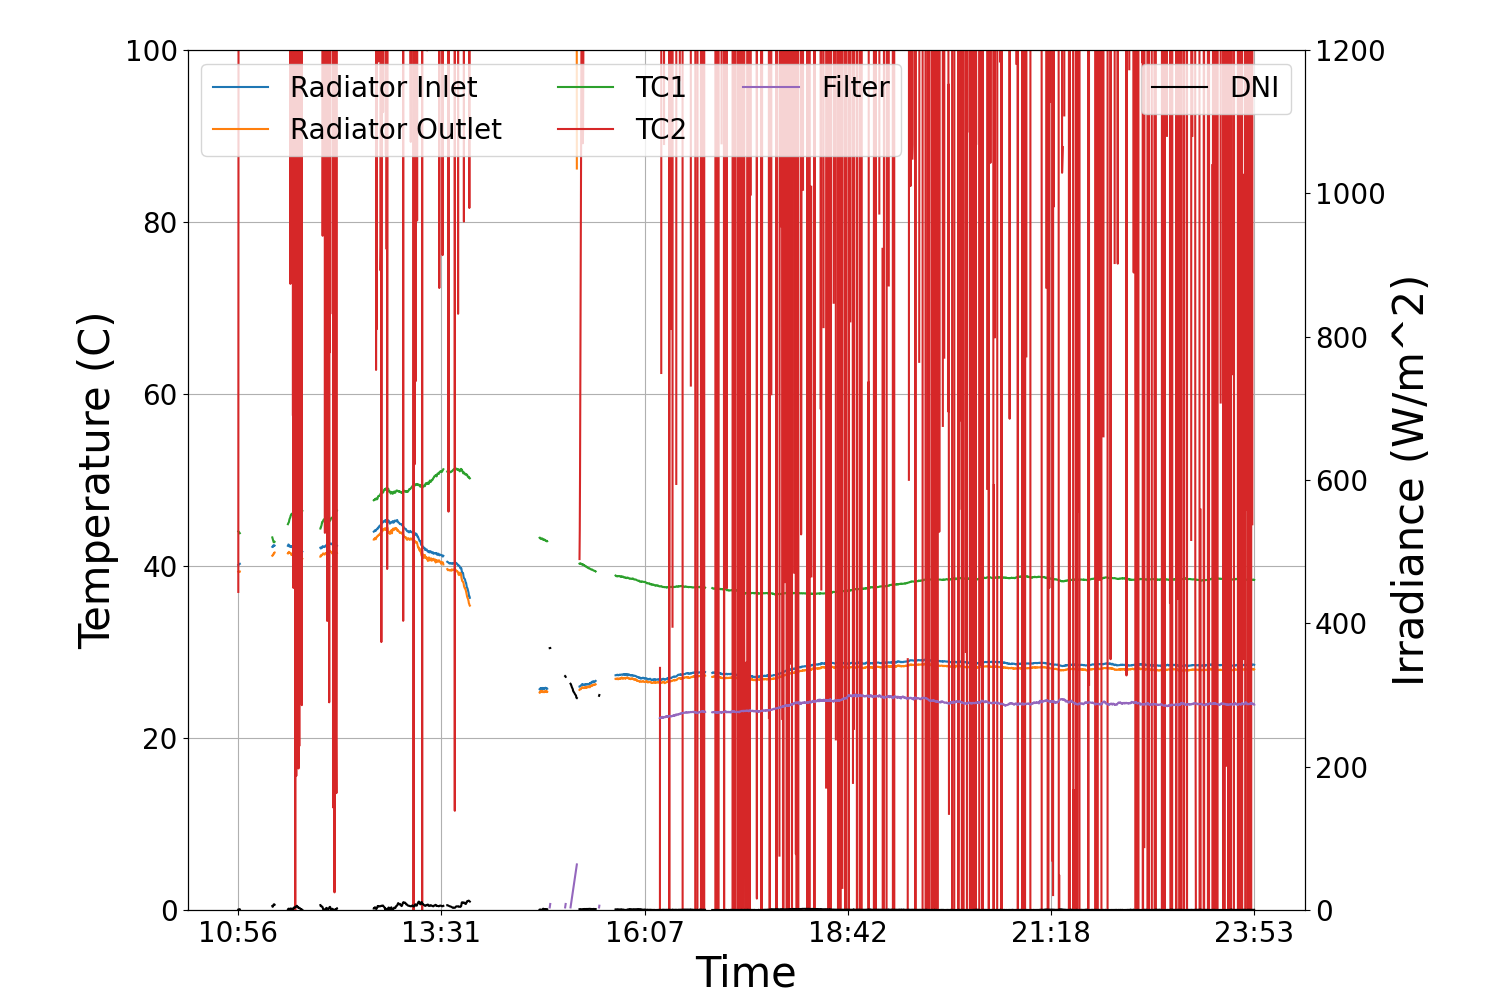 Radiator Inlet
Radiator Outlet
TC1
TC2
Filter
DNI
Temperature (C)
100
80
60
40
20
0
1200
1000
800
600
400
200
0
Irradiance (W/m^2)
10:56 13:31 16:07 18:42 21:18 23:53
Time